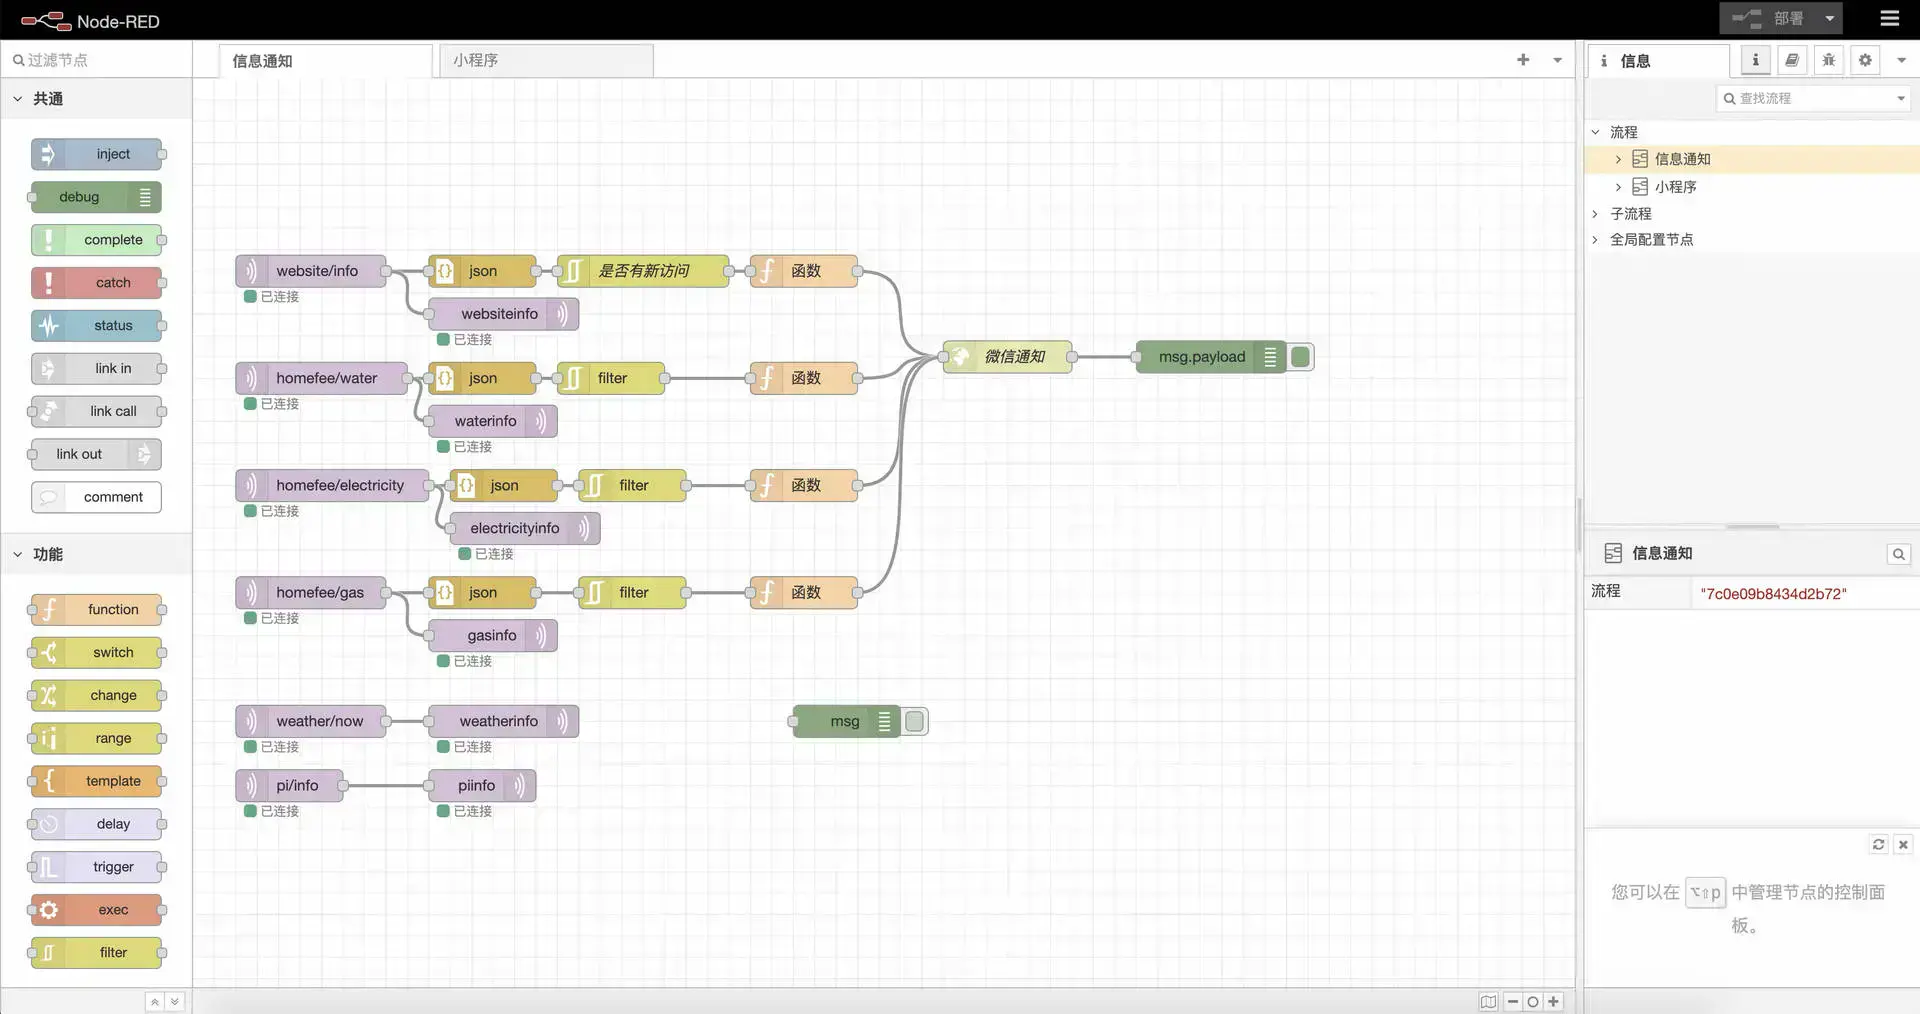 Node-RED
部署
过滤节点
信息通知
小程序
信息
共通
查找流程
inject
debug
complete
catch
status
link in
link call
link out
comment
功能
function
switch
change
range
template
delay
trigger
exec
filter
website/info
已连接
json
是否有新访问
函数
websiteinfo
已连接
homefee/water
已连接
json
filter
函数
waterinfo
已连接
homefee/electricity
已连接
json
filter
函数
electricityinfo
已连接
homefee/gas
已连接
json
filter
函数
gasinfo
已连接
微信通知
msg.payload
weather/now
已连接
weatherinfo
已连接
msg
pi/info
已连接
piinfo
已连接
流程
信息通知
小程序
子流程
全局配置节点
信息通知
流程
"7c0e09b8434d2b72"
您可以在 ⌥⇧p 中管理节点的控制面
板。